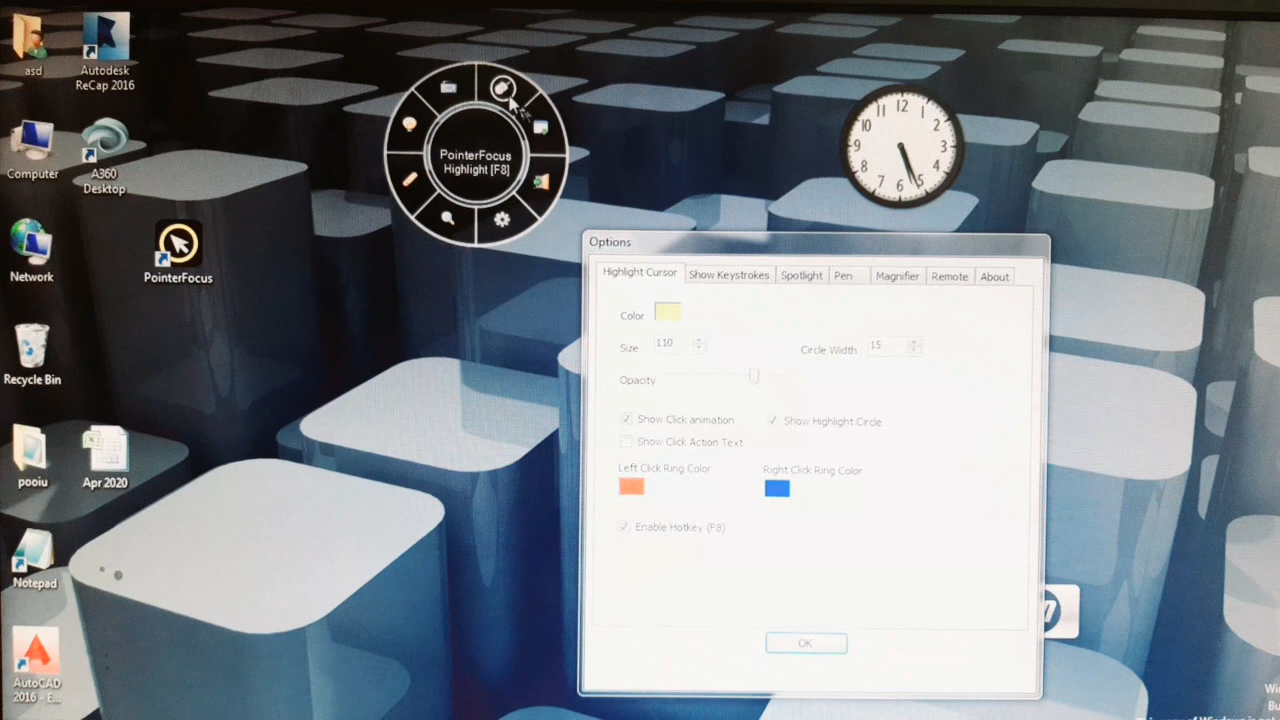 asd
Autodesk
ReCap 2016
Computer
A360
Desktop
Network
PointerFocus
Recycle Bin
pooiu
Apr 2020
Notepad
AutoCAD
2016 - E...
PointerFocus
Highlight [F8]
12
1
2
3
4
5
6
7
8
9
10
11
Options
Highlight Cursor Show Keystrokes Spotlight Pen Magnifier Remote About
Color
Size 110 Circle Width 15
Opacity
Show Click animation Show Highlight Circle
Show Click Action Text
Left Click Ring Color Right Click Ring Color
Enable Hotkey (F8)
OK